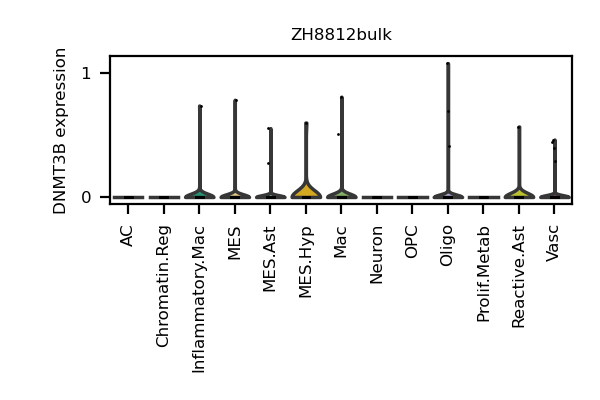 ZH8812bulk
DNMT3B expression
1
0
AC
Chromatin.Reg
Inflammatory.Mac
MES
MES.Ast
MES.Hyp
Mac
Neuron
OPC
Oligo
Prolif.Metab
Reactive.Ast
Vasc